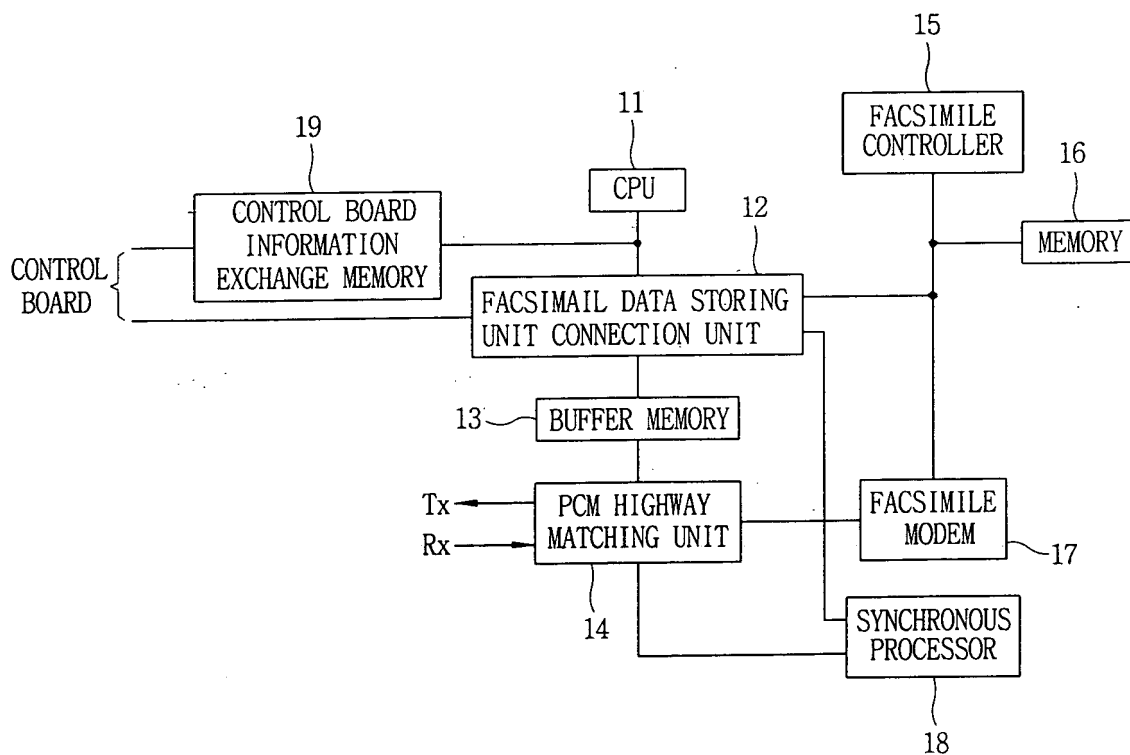 15
FACSIMILE
CONTROLLER
19
11
16
CONTROL BOARD
INFORMATION
EXCHANGE MEMORY
CPU
12
MEMORY
CONTROL
BOARD
FACSIMAIL DATA STORING
UNIT CONNECTION UNIT
13
BUFFER MEMORY
Tx
Rx
PCM HIGHWAY
MATCHING UNIT
FACSIMILE
MODEM
17
14
SYNCHRONOUS
PROCESSOR
18